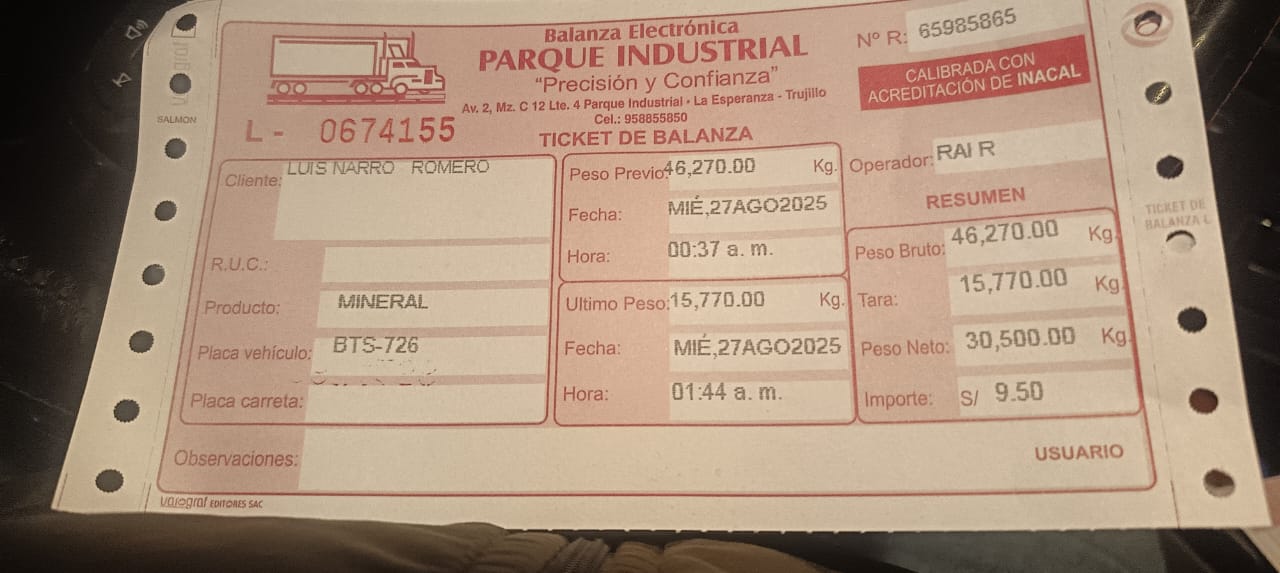 Balanza Electrónica
PARQUE INDUSTRIAL
"Precisión y Confianza"
Av. 2, Mz. C 12 Lte. 4 Parque Industrial - La Esperanza - Trujillo
Cel.: 958855850
TICKET DE BALANZA
Nº R: 65985865
CALIBRADA CON
ACREDITACIÓN DE INACAL
SALMON
L - 0674155
Cliente: LUIS NARRO ROMERO
R.U.C.:
Producto: MINERAL
Placa vehículo: BTS-726
Placa carreta:
Peso Previo: 46,270.00 Kg.
Fecha: MIÉ,27AGO2025
Hora: 00:37 a. m.
Ultimo Peso: 15,770.00 Kg.
Fecha: MIÉ,27AGO2025
Hora: 01:44 a. m.
Operador: RAI R
RESUMEN
Peso Bruto: 46,270.00 Kg.
Tara: 15,770.00 Kg.
Peso Neto: 30,500.00 Kg.
Importe: S/ 9.50
Observaciones:
USUARIO
TICKET DE
BALANZA L
EDITORES SAC